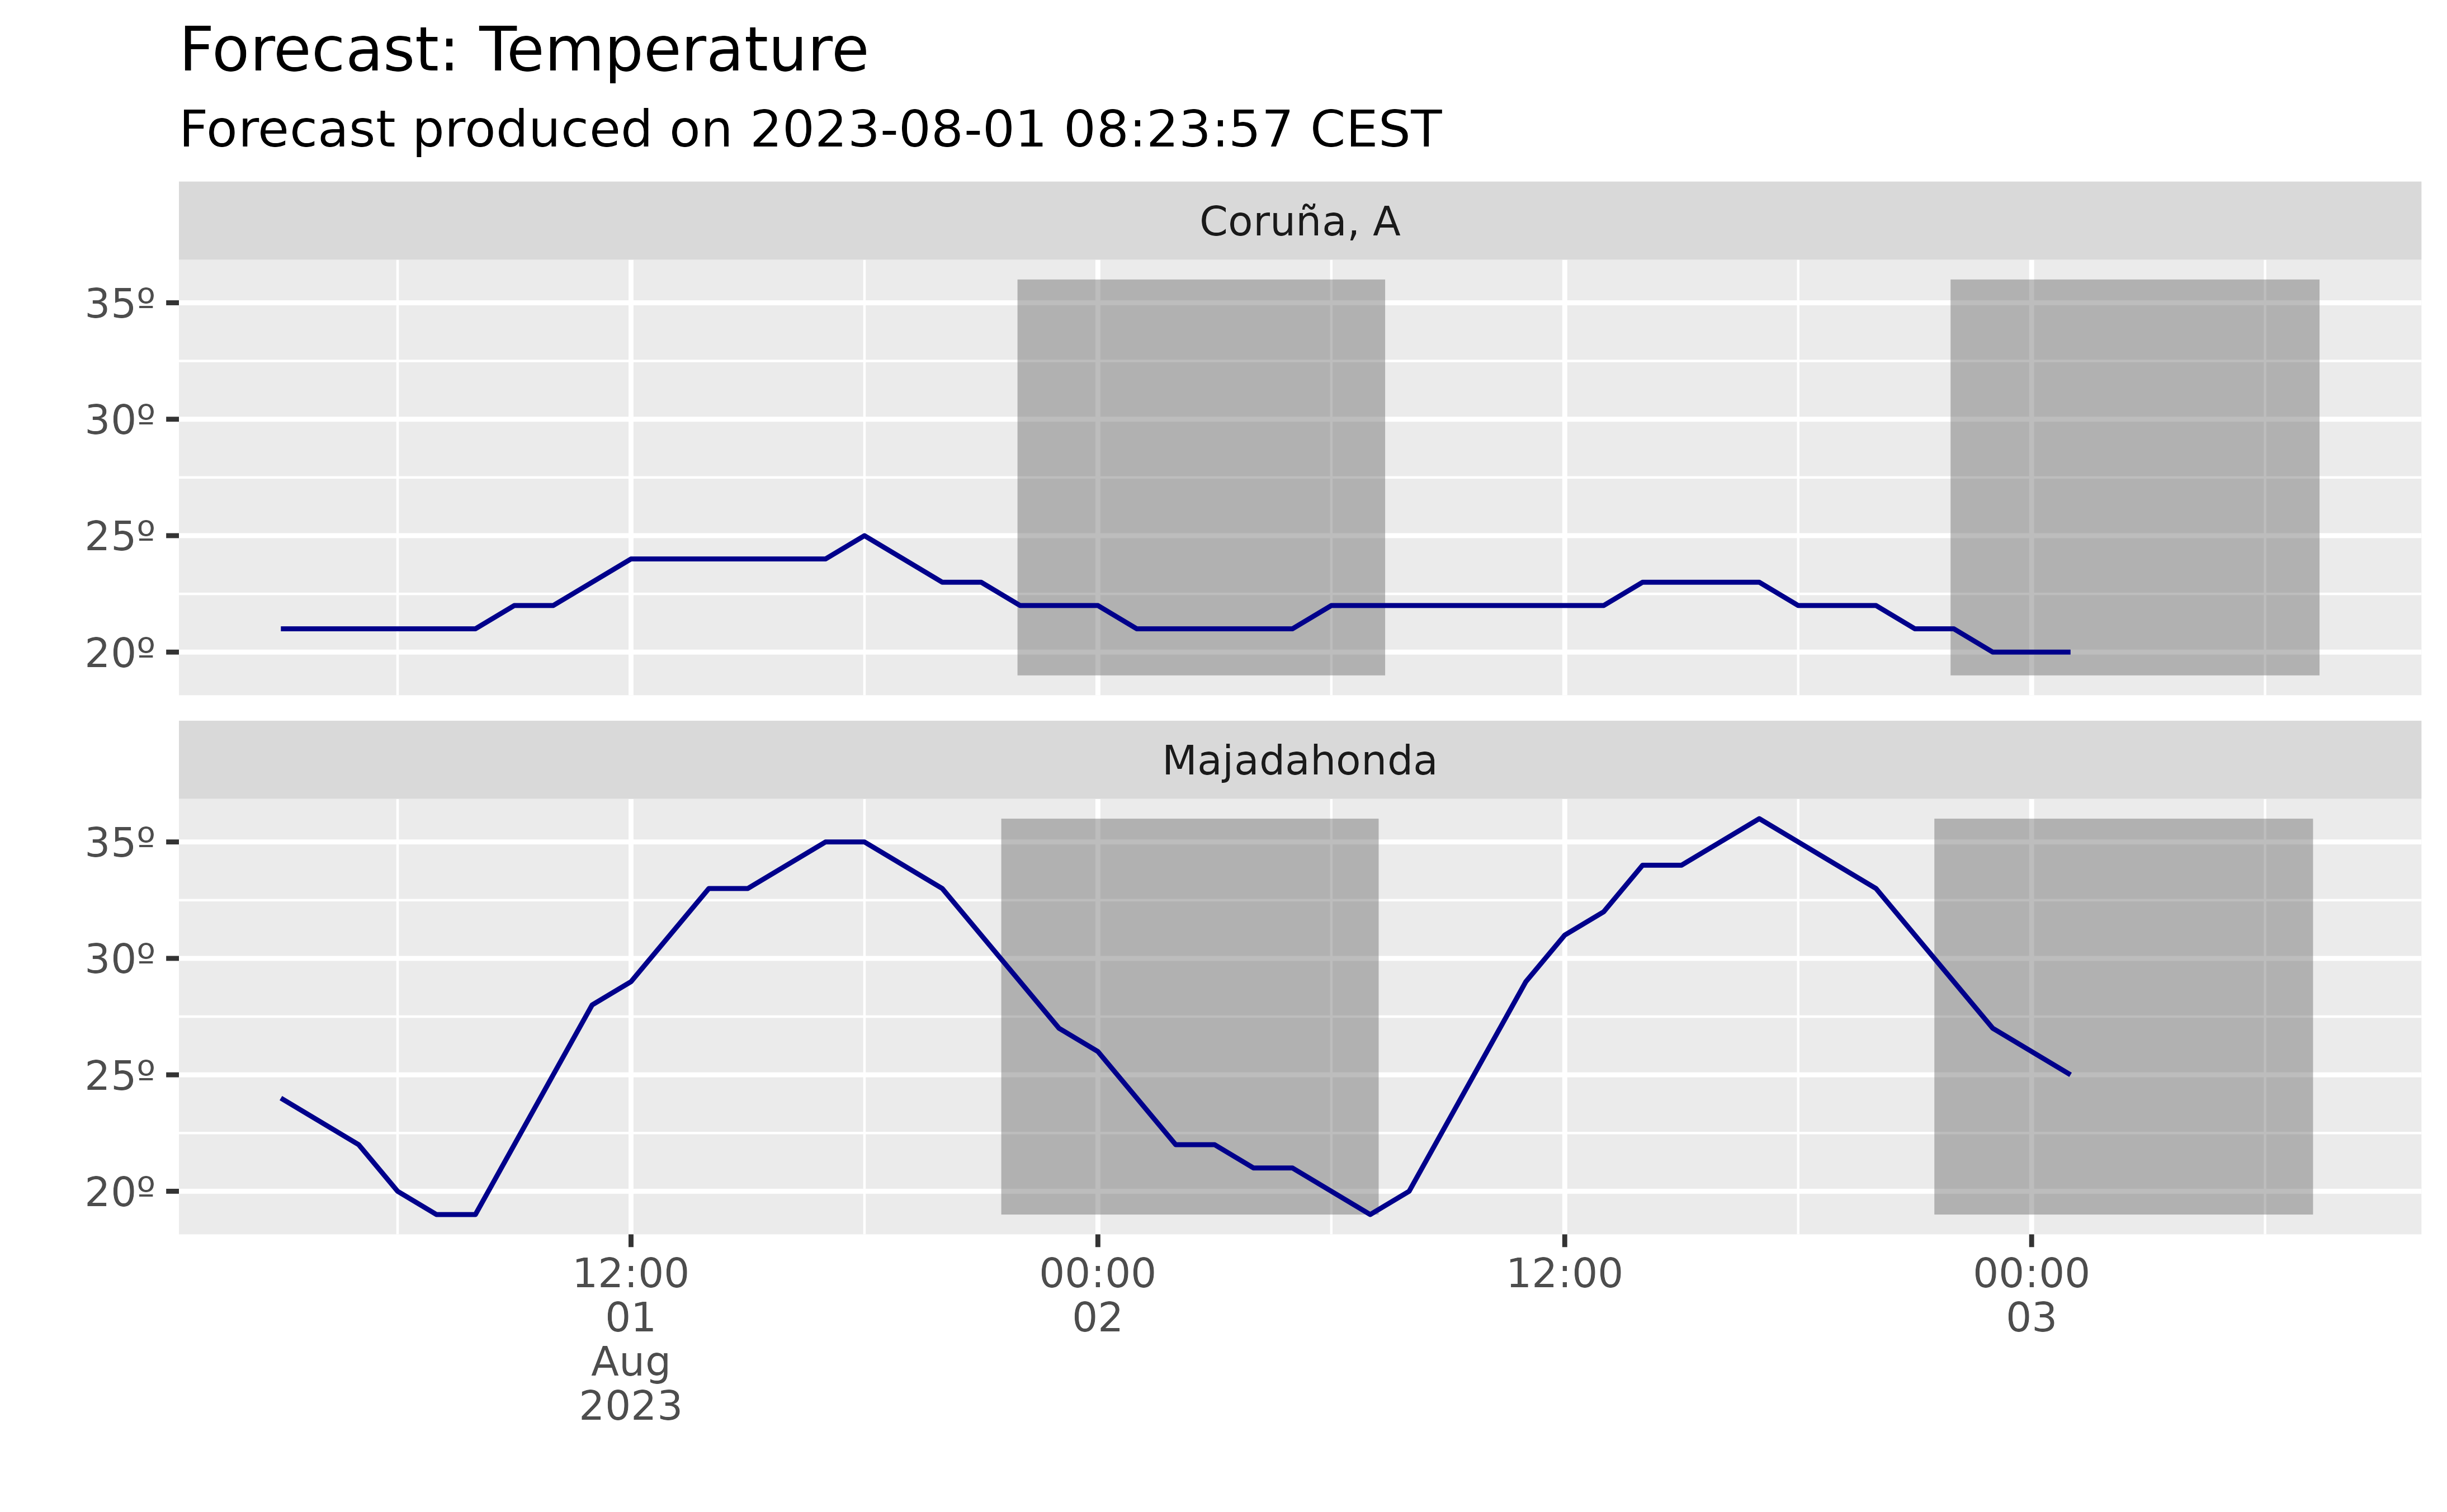 Forecast: Temperature
Forecast produced on 2023-08-01 08:23:57 CEST
Coruña, A
35º
30º
25º
20º
Majadahonda
35º
30º
25º
20º
12:00 00:00 12:00 00:00
01 02 03
Aug
2023